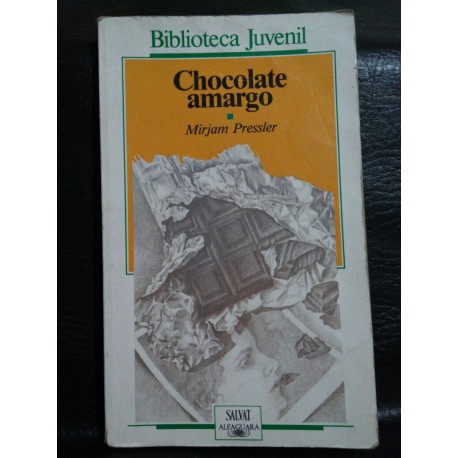 Biblioteca Juvenil
Chocolate
amargo
Mirjam Pressler
SALVAT
ALFAGUARA